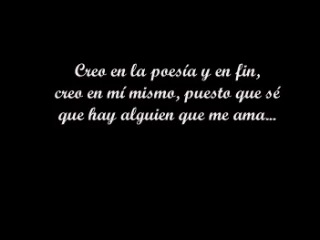 Creo en la poesía y en fin,
creo en mí mismo, puesto que sé
que hay alguien que me ama...